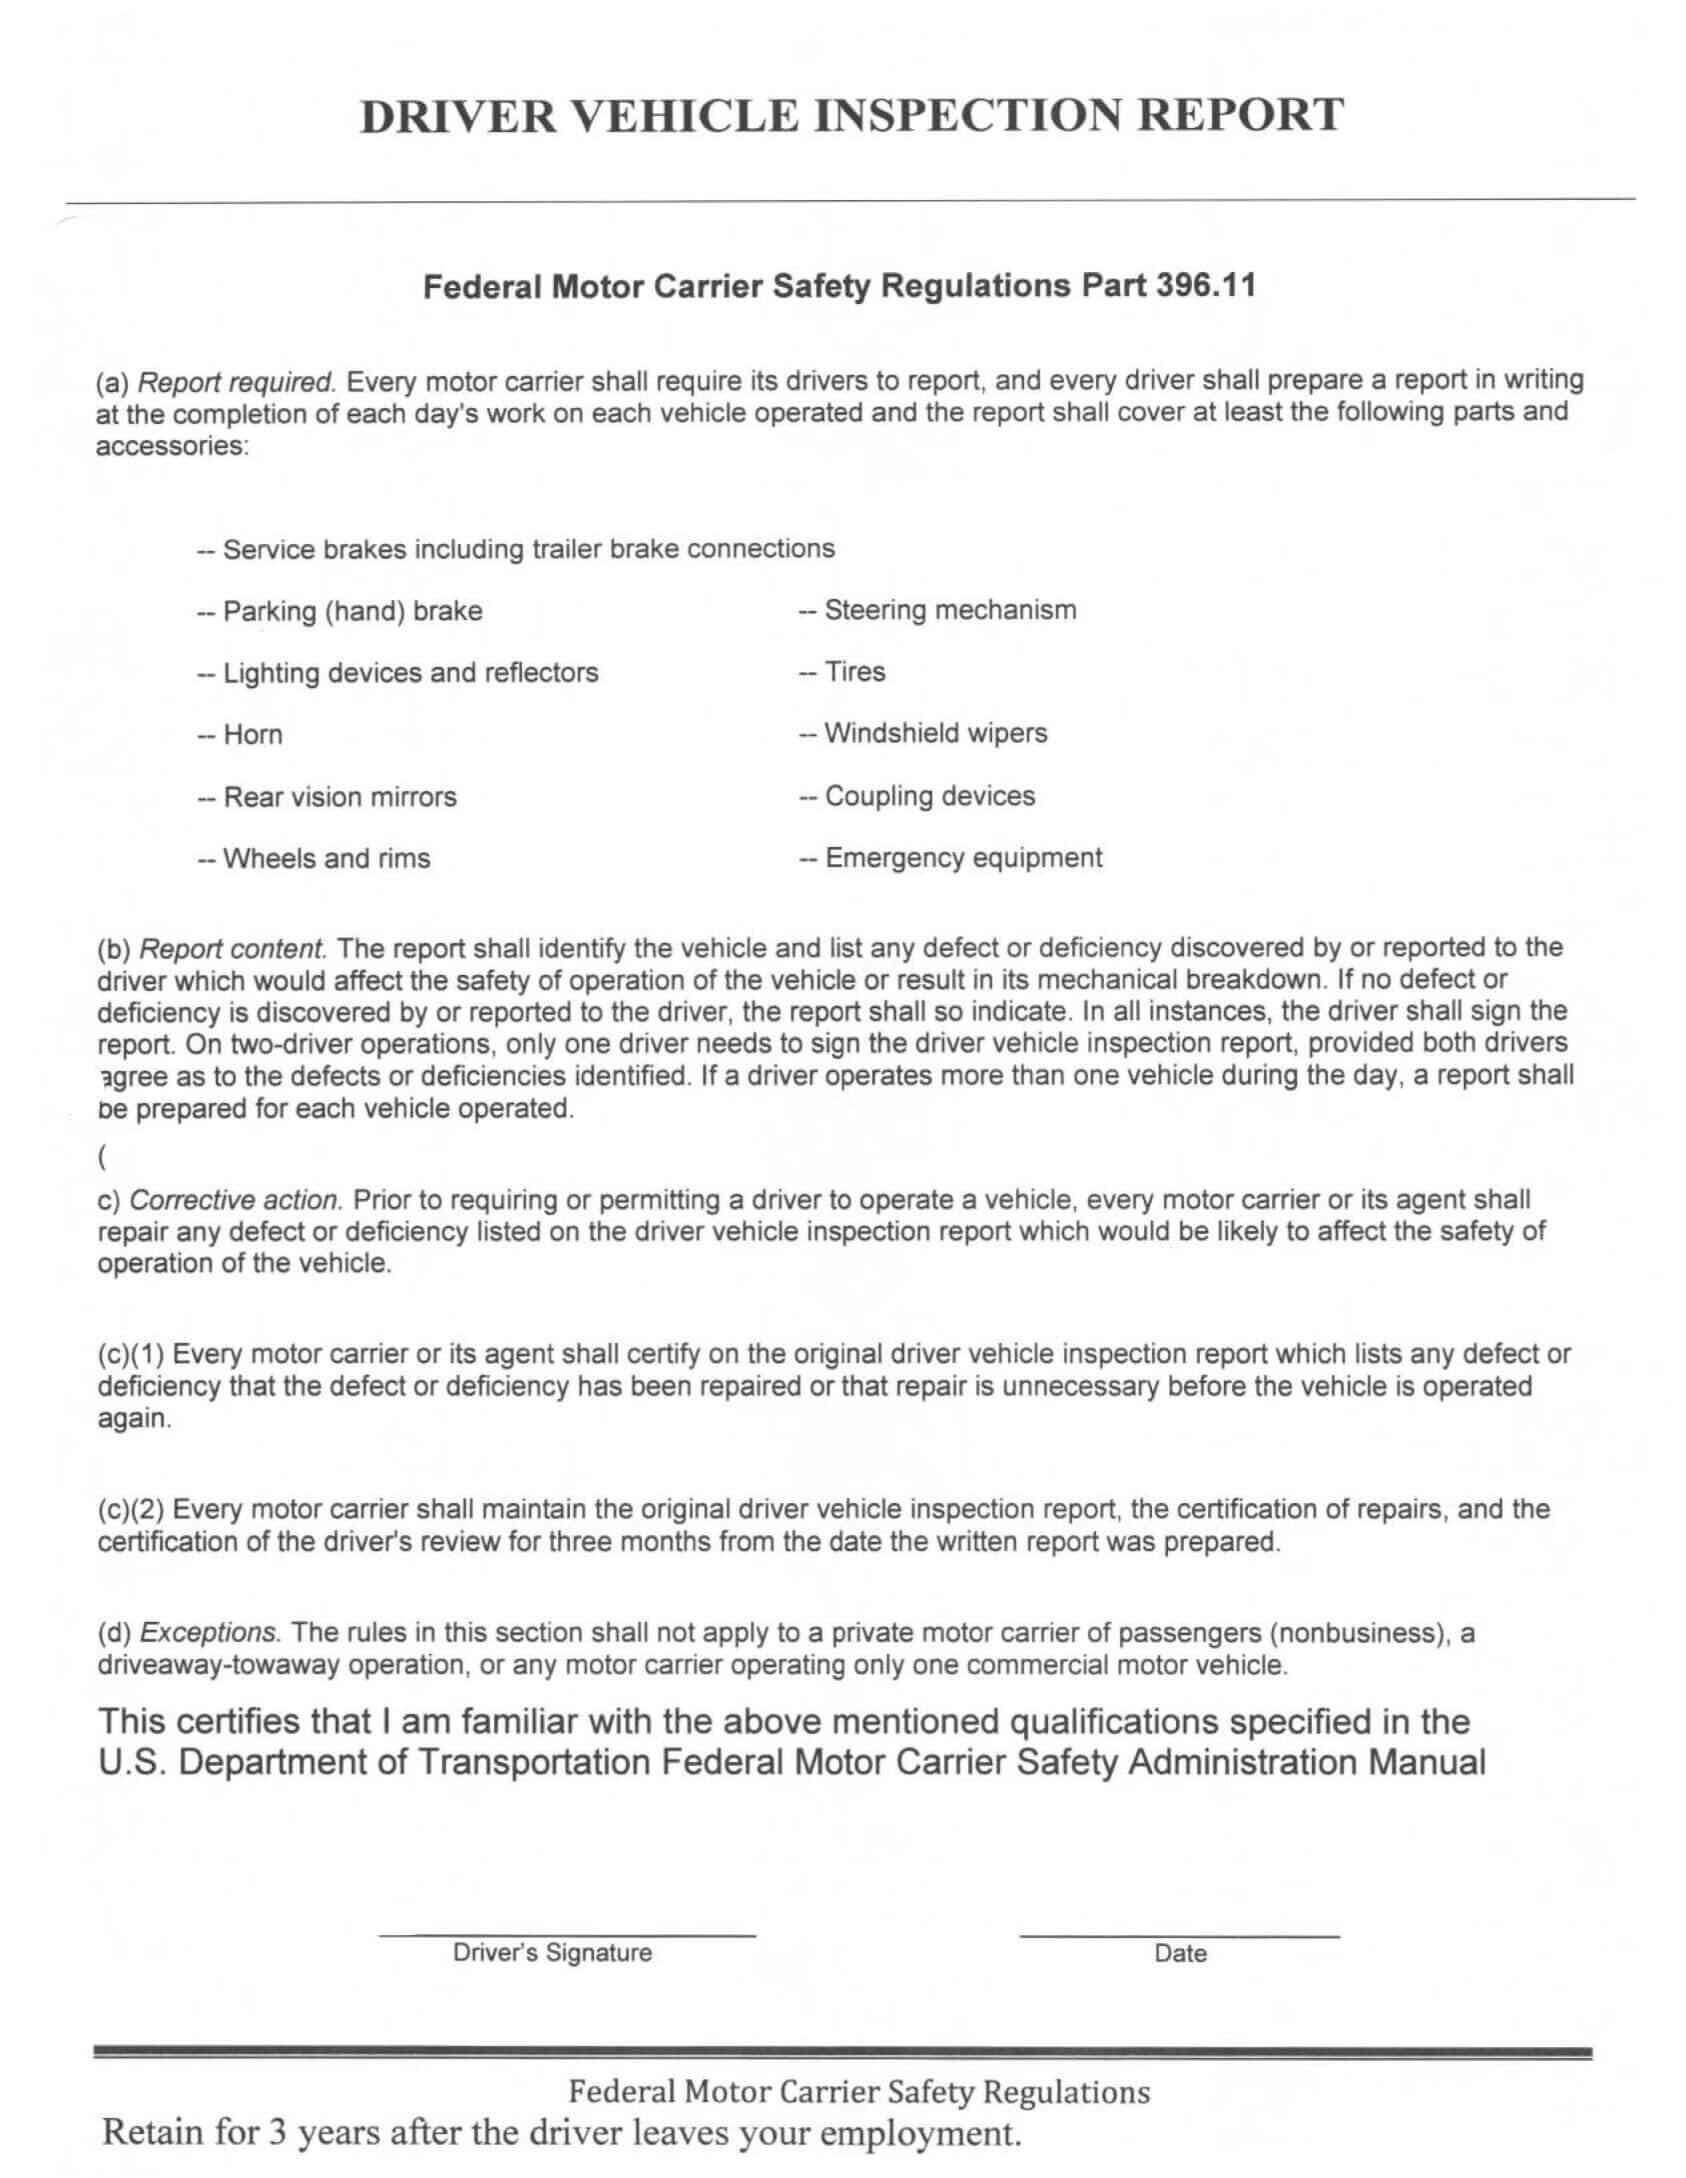 DRIVER VEHICLE INSPECTION REPORT
Federal Motor Carrier Safety Regulations Part 396.11
(a) Report required. Every motor carrier shall require its drivers to report, and every driver shall prepare a report in writing
at the completion of each day's work on each vehicle operated and the report shall cover at least the following parts and
accessories:
-- Service brakes including trailer brake connections
-- Parking (hand) brake -- Steering mechanism
-- Lighting devices and reflectors -- Tires
-- Horn -- Windshield wipers
-- Rear vision mirrors -- Coupling devices
-- Wheels and rims -- Emergency equipment
(b) Report content. The report shall identify the vehicle and list any defect or deficiency discovered by or reported to the
driver which would affect the safety of operation of the vehicle or result in its mechanical breakdown. If no defect or
deficiency is discovered by or reported to the driver, the report shall so indicate. In all instances, the driver shall sign the
report. On two-driver operations, only one driver needs to sign the driver vehicle inspection report, provided both drivers
agree as to the defects or deficiencies identified. If a driver operates more than one vehicle during the day, a report shall
be prepared for each vehicle operated.
(
c) Corrective action. Prior to requiring or permitting a driver to operate a vehicle, every motor carrier or its agent shall
repair any defect or deficiency listed on the driver vehicle inspection report which would be likely to affect the safety of
operation of the vehicle.
(c)(1) Every motor carrier or its agent shall certify on the original driver vehicle inspection report which lists any defect or
deficiency that the defect or deficiency has been repaired or that repair is unnecessary before the vehicle is operated
again.
(c)(2) Every motor carrier shall maintain the original driver vehicle inspection report, the certification of repairs, and the
certification of the driver's review for three months from the date the written report was prepared.
(d) Exceptions. The rules in this section shall not apply to a private motor carrier of passengers (nonbusiness), a
driveaway-towaway operation, or any motor carrier operating only one commercial motor vehicle.
This certifies that I am familiar with the above mentioned qualifications specified in the
U.S. Department of Transportation Federal Motor Carrier Safety Administration Manual
Driver's Signature Date
Federal Motor Carrier Safety Regulations
Retain for 3 years after the driver leaves your employment.